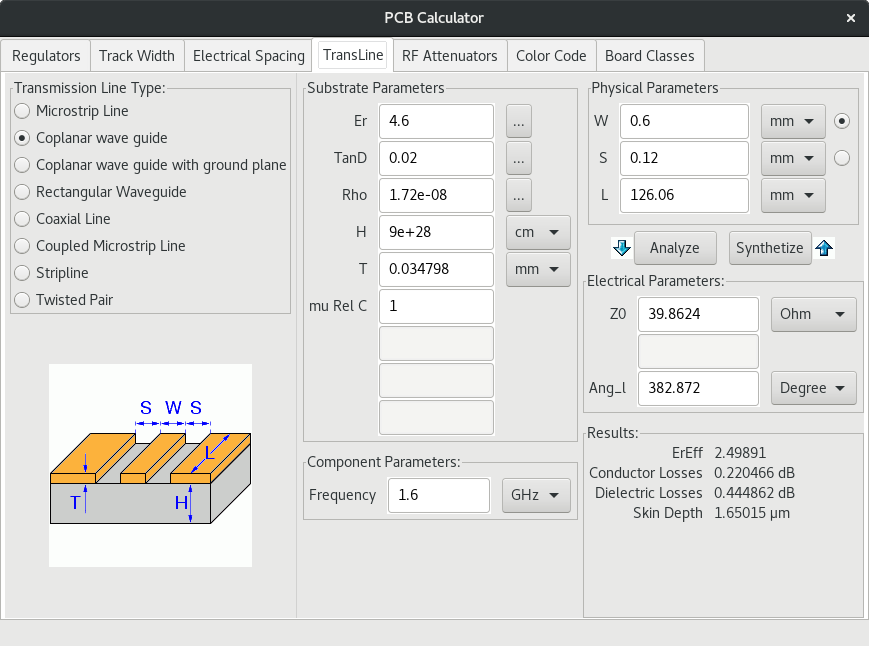 PCB Calculator ×
Regulators Track Width Electrical Spacing TransLine RF Attenuators Color Code Board Classes
Transmission Line Type:
Microstrip Line
Coplanar wave guide
Coplanar wave guide with ground plane
Rectangular Waveguide
Coaxial Line
Coupled Microstrip Line
Stripline
Twisted Pair
S W S
L
T H
Substrate Parameters
Er 4.6 ...
TanD 0.02 ...
Rho 1.72e-08 ...
H 9e+28 cm
T 0.034798 mm
mu Rel C 1
Component Parameters:
Frequency 1.6 GHz
Physical Parameters
W 0.6 mm
S 0.12 mm
L 126.06 mm
Analyze Synthetize
Electrical Parameters:
Z0 39.8624 Ohm
Ang_l 382.872 Degree
Results:
ErEff 2.49891
Conductor Losses 0.220466 dB
Dielectric Losses 0.444862 dB
Skin Depth 1.65015 µm